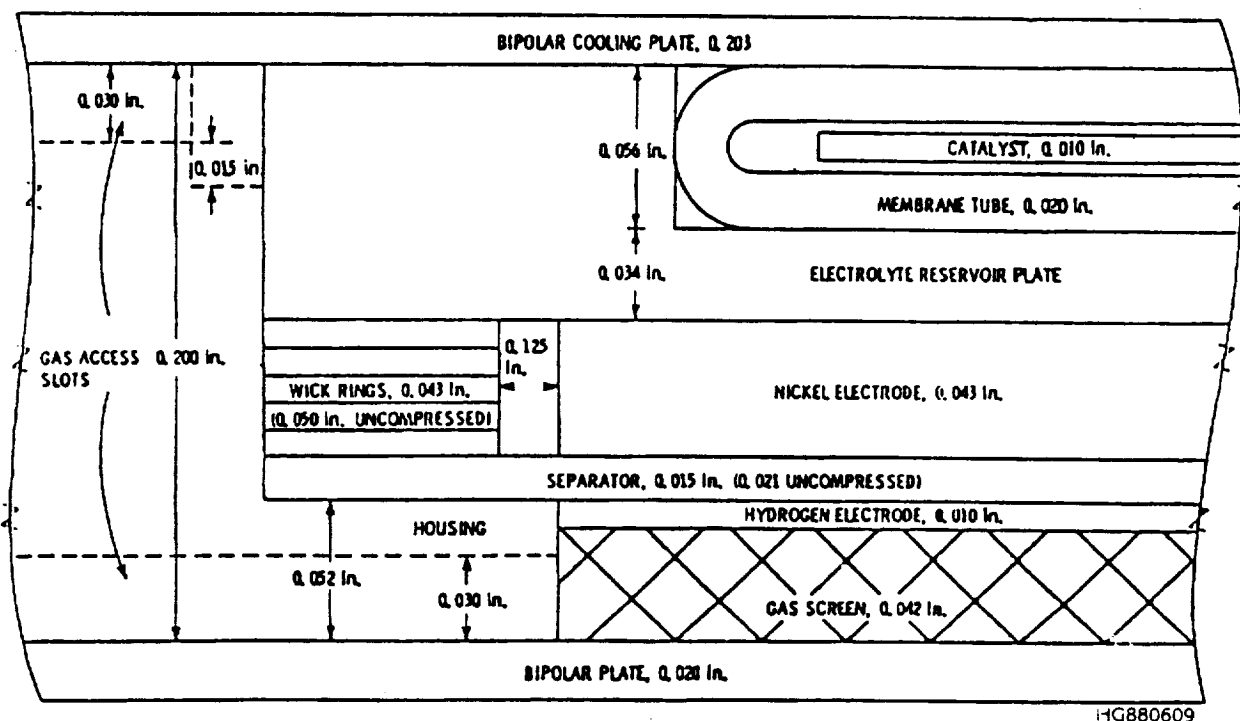 BIPOLAR COOLING PLATE, 0.203
0.030 in.
0.015 in
0.056 in.
CATALYST, 0.010 in.
MEMBRANE TUBE, 0.020 in.
0.034 in.
ELECTROLYTE RESERVOIR PLATE
GAS ACCESS
SLOTS
0.200 in.
0.125
in.
WICK RINGS, 0.043 in.
(0.050 in. UNCOMPRESSED)
NICKEL ELECTRODE, 0.043 in.
SEPARATOR, 0.015 in. (0.021 UNCOMPRESSED)
HOUSING
HYDROGEN ELECTRODE, 0.010 in.
0.052 in.
0.030 in.
GAS SCREEN, 0.042 in.
BIPOLAR PLATE, 0.028 in.
HG880609